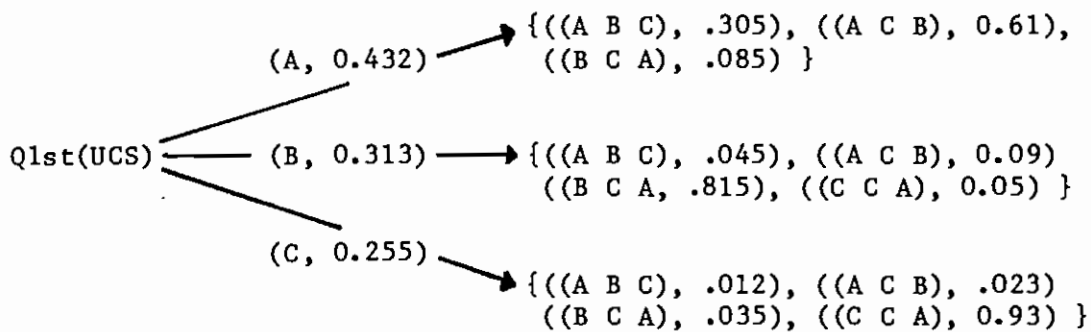 {((A B C), .305), ((A C B), 0.61),
(A, 0.432)
((B C A), .085) }
Qlst(UCS)
(B, 0.313)
{((A B C), .045), ((A C B), 0.09)
((B C A, .815), ((C C A), 0.05) }
(C, 0.255)
{((A B C), .012), ((A C B), .023)
((B C A), .035), ((C C A), 0.93) }